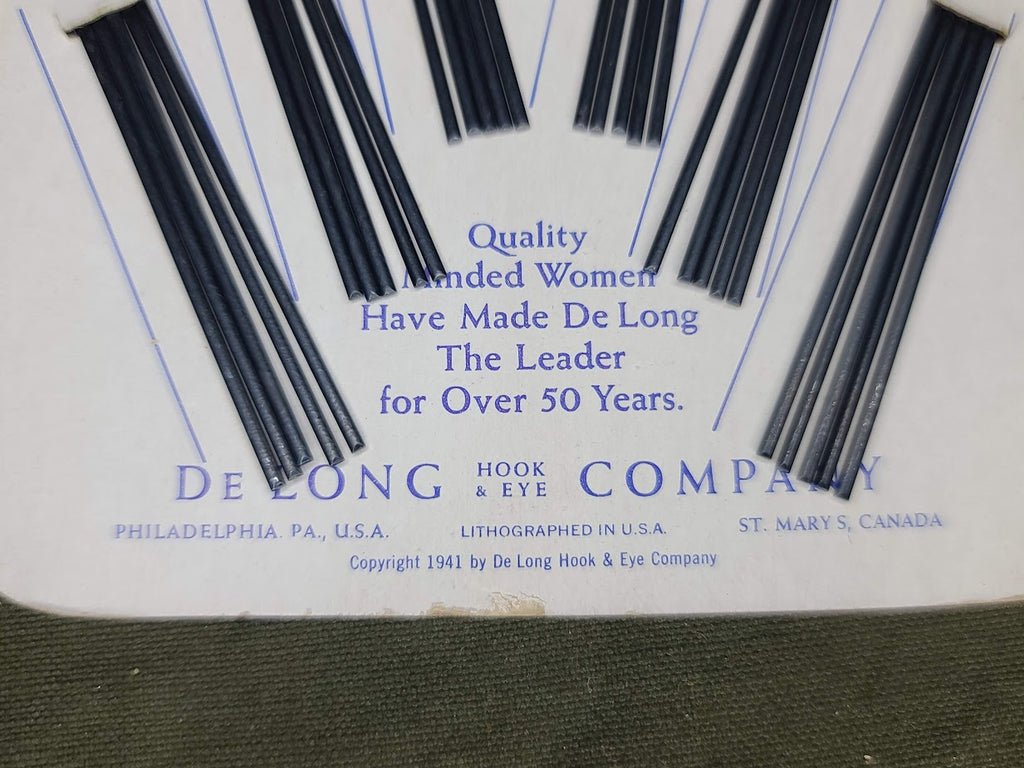 Quality
Minded Women
Have Made De Long
The Leader
for Over 50 Years.
DE LONG HOOK & EYE COMPANY
PHILADELPHIA. PA., U.S.A. LITHOGRAPHED IN U.S.A. ST. MARY'S, CANADA
Copyright 1941 by De Long Hook & Eye Company